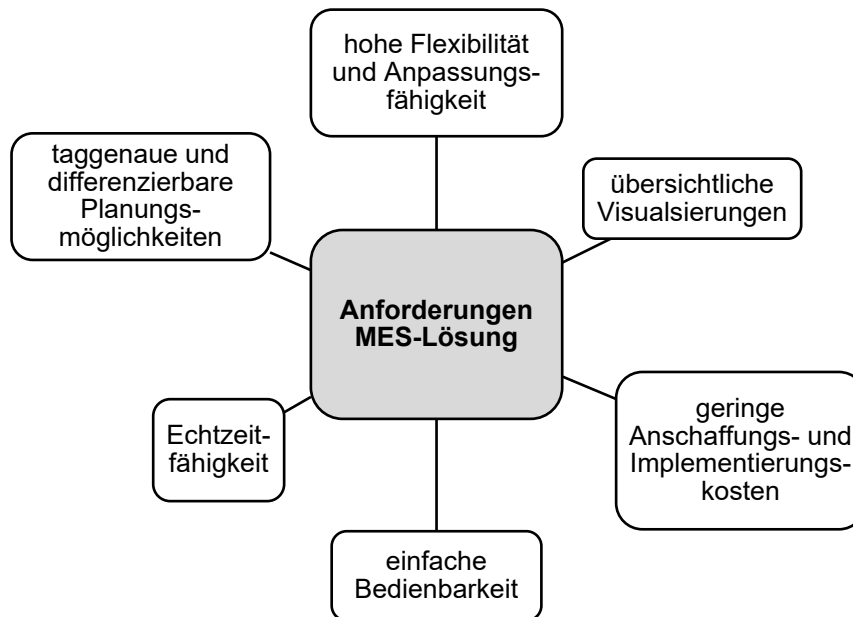 hohe Flexibilität
und Anpassungs-
fähigkeit
taggenaue und
differenzierbare
Planungs-
möglichkeiten
übersichtliche
Visualsierungen
Anforderungen
MES-Lösung
Echtzeit-
fähigkeit
geringe
Anschaffungs- und
Implementierungs-
kosten
einfache
Bedienbarkeit